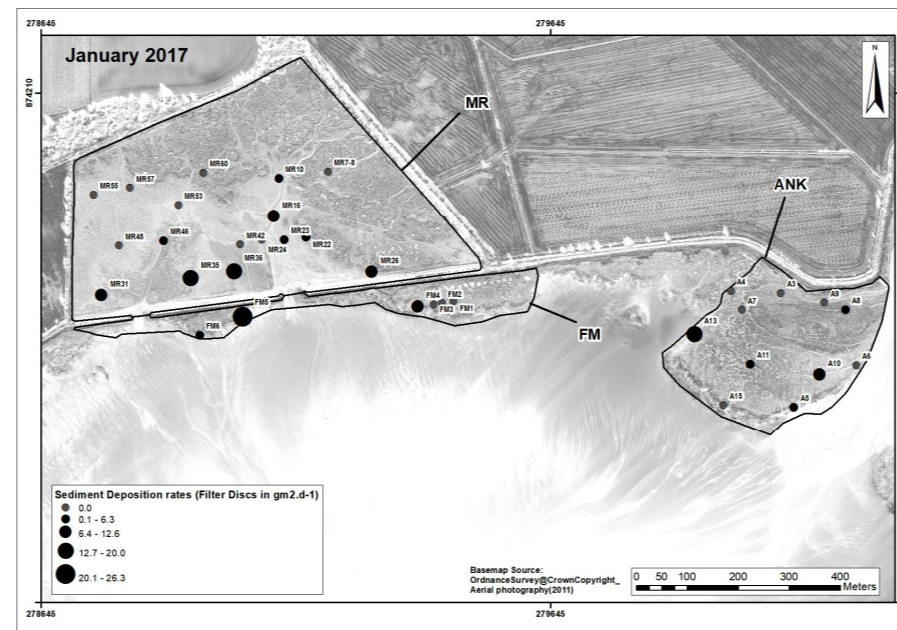 278645
279645
January 2017
N
874210
MR
MR60
MR10
MR7-8
MR55
MR57
MR53
MR15
ANK
MR45
MR46
MR42
MR23
MR22
MR24
MR35
MR36
MR26
MR31
A4
A3
A7
A9
A8
FM5
FM4
FM2
FM3
FM1
FM6
FM
A13
A11
A10
A6
A15
A5
Sediment Deposition rates (Filter Discs in gm2.d-1)
0.0
0.1 - 6.3
6.4 - 12.6
12.7 - 20.0
20.1 - 26.3
Basemap Source:
OrdnanceSurvey@CrownCopyright_
Aerial photography(2011)
0 50 100 200 300 400
Meters
278645
279645